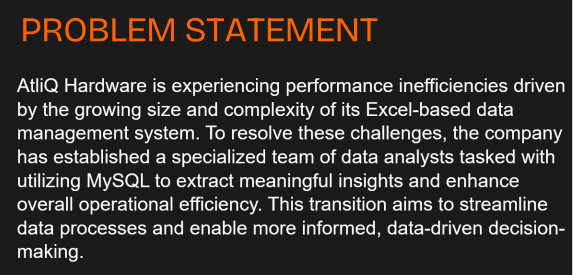 PROBLEM STATEMENT
AtliQ Hardware is experiencing performance inefficiencies driven
by the growing size and complexity of its Excel-based data
management system. To resolve these challenges, the company
has established a specialized team of data analysts tasked with
utilizing MySQL to extract meaningful insights and enhance
overall operational efficiency. This transition aims to streamline
data processes and enable more informed, data-driven decision-
making.